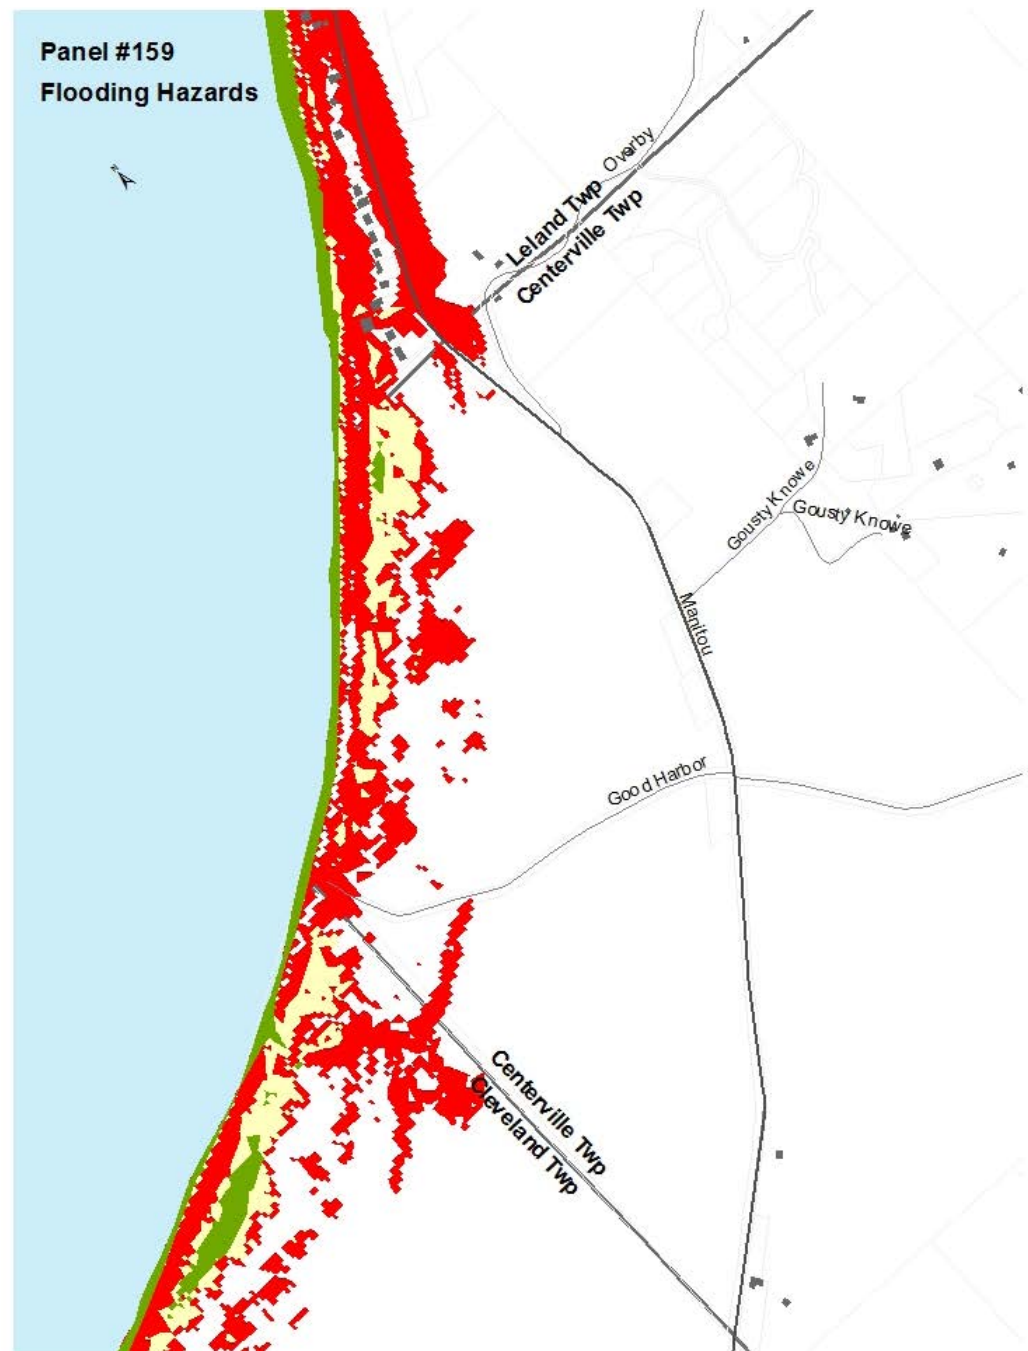 Panel #159
Flooding Hazards
Overby
Leland Twp
Centerville Twp
Gousty Knowe
Gousty Knowe
Manitou
Good Harbor
Centerville Twp
Cleveland Twp